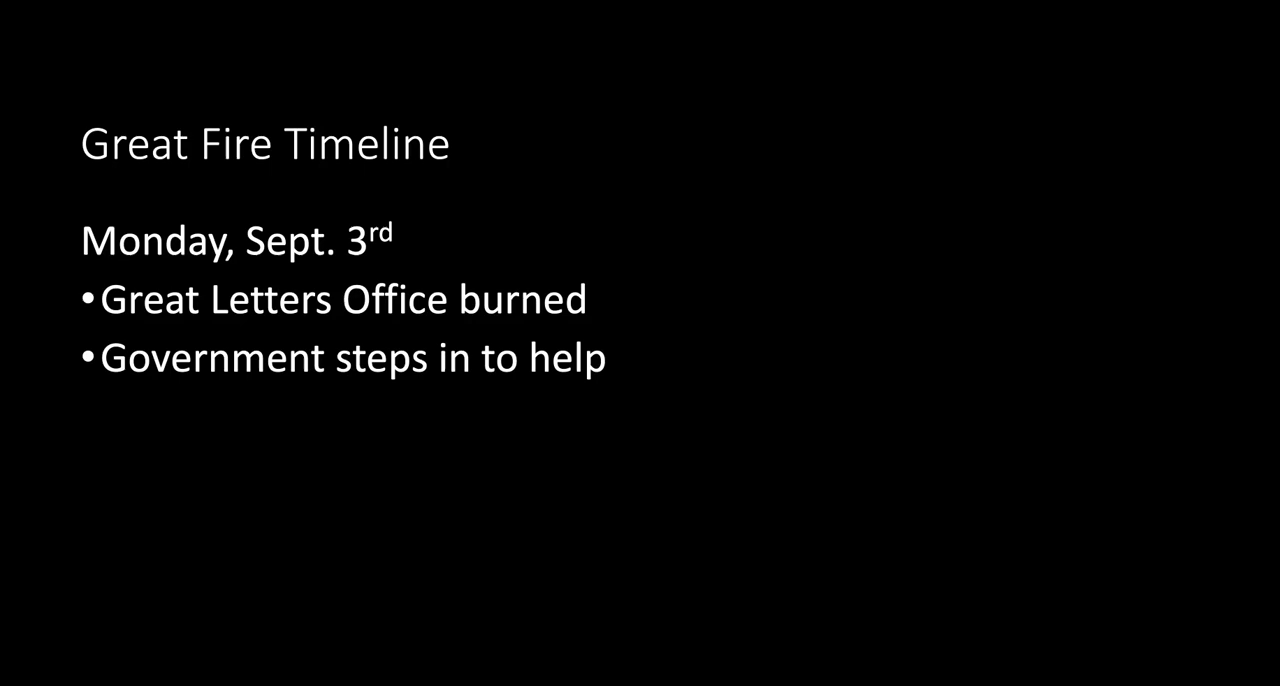 Great Fire Timeline
Monday, Sept. 3rd
•Great Letters Office burned
•Government steps in to help